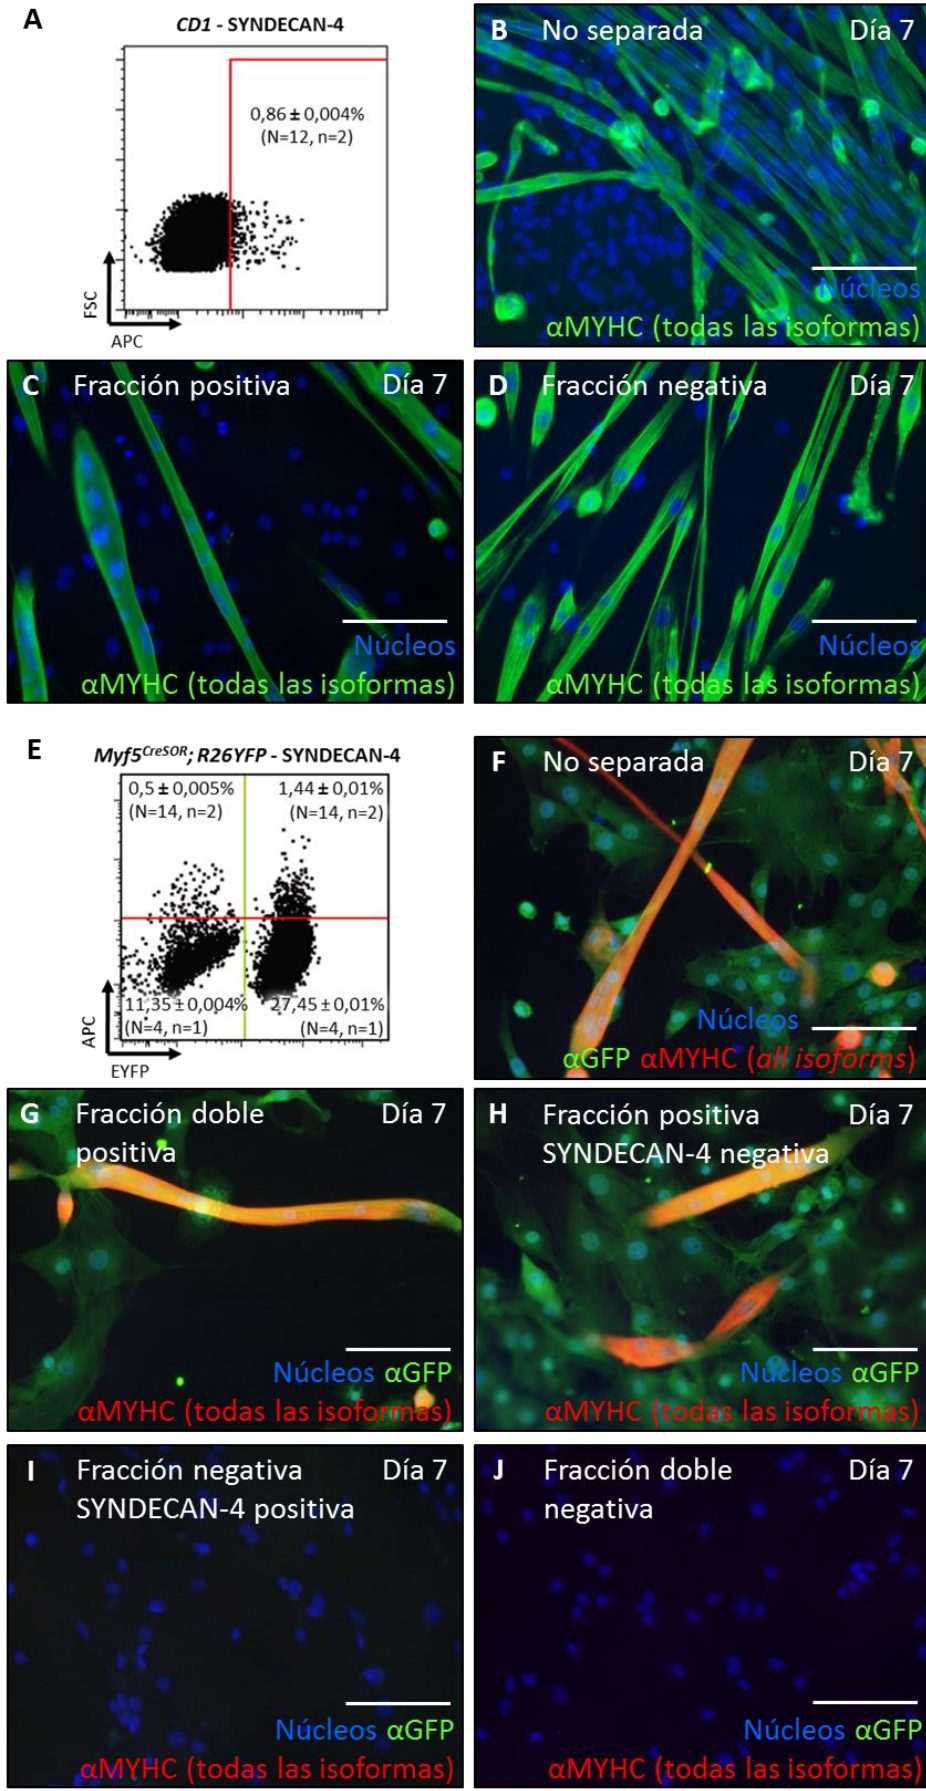 A
CD1 - SYNDECAN-4
0,86 ± 0,004%
(N=12, n=2)
FSC
APC
B No separada Día 7
Núcleos
αMYHC (todas las isoformas)
C Fracción positiva Día 7
Núcleos
αMYHC (todas las isoformas)
D Fracción negativa Día 7
Núcleos
αMYHC (todas las isoformas)
E
Myf5CreSOR; R26YFP - SYNDECAN-4
0,5 ± 0,005%
(N=14, n=2)
1,44 ± 0,01%
(N=14, n=2)
11,35 ± 0,004%
(N=4, n=1)
27,45 ± 0,01%
(N=4, n=1)
APC
EYFP
F No separada Día 7
Núcleos
αGFP αMYHC (all isoforms)
G Fracción doble Día 7
positiva
Núcleos αGFP
αMYHC (todas las isoformas)
H Fracción positiva Día 7
SYNDECAN-4 negativa
Núcleos αGFP
αMYHC (todas las isoformas)
I Fracción negativa Día 7
SYNDECAN-4 positiva
Núcleos αGFP
αMYHC (todas las isoformas)
J Fracción doble Día 7
negativa
Núcleos αGFP
αMYHC (todas las isoformas)